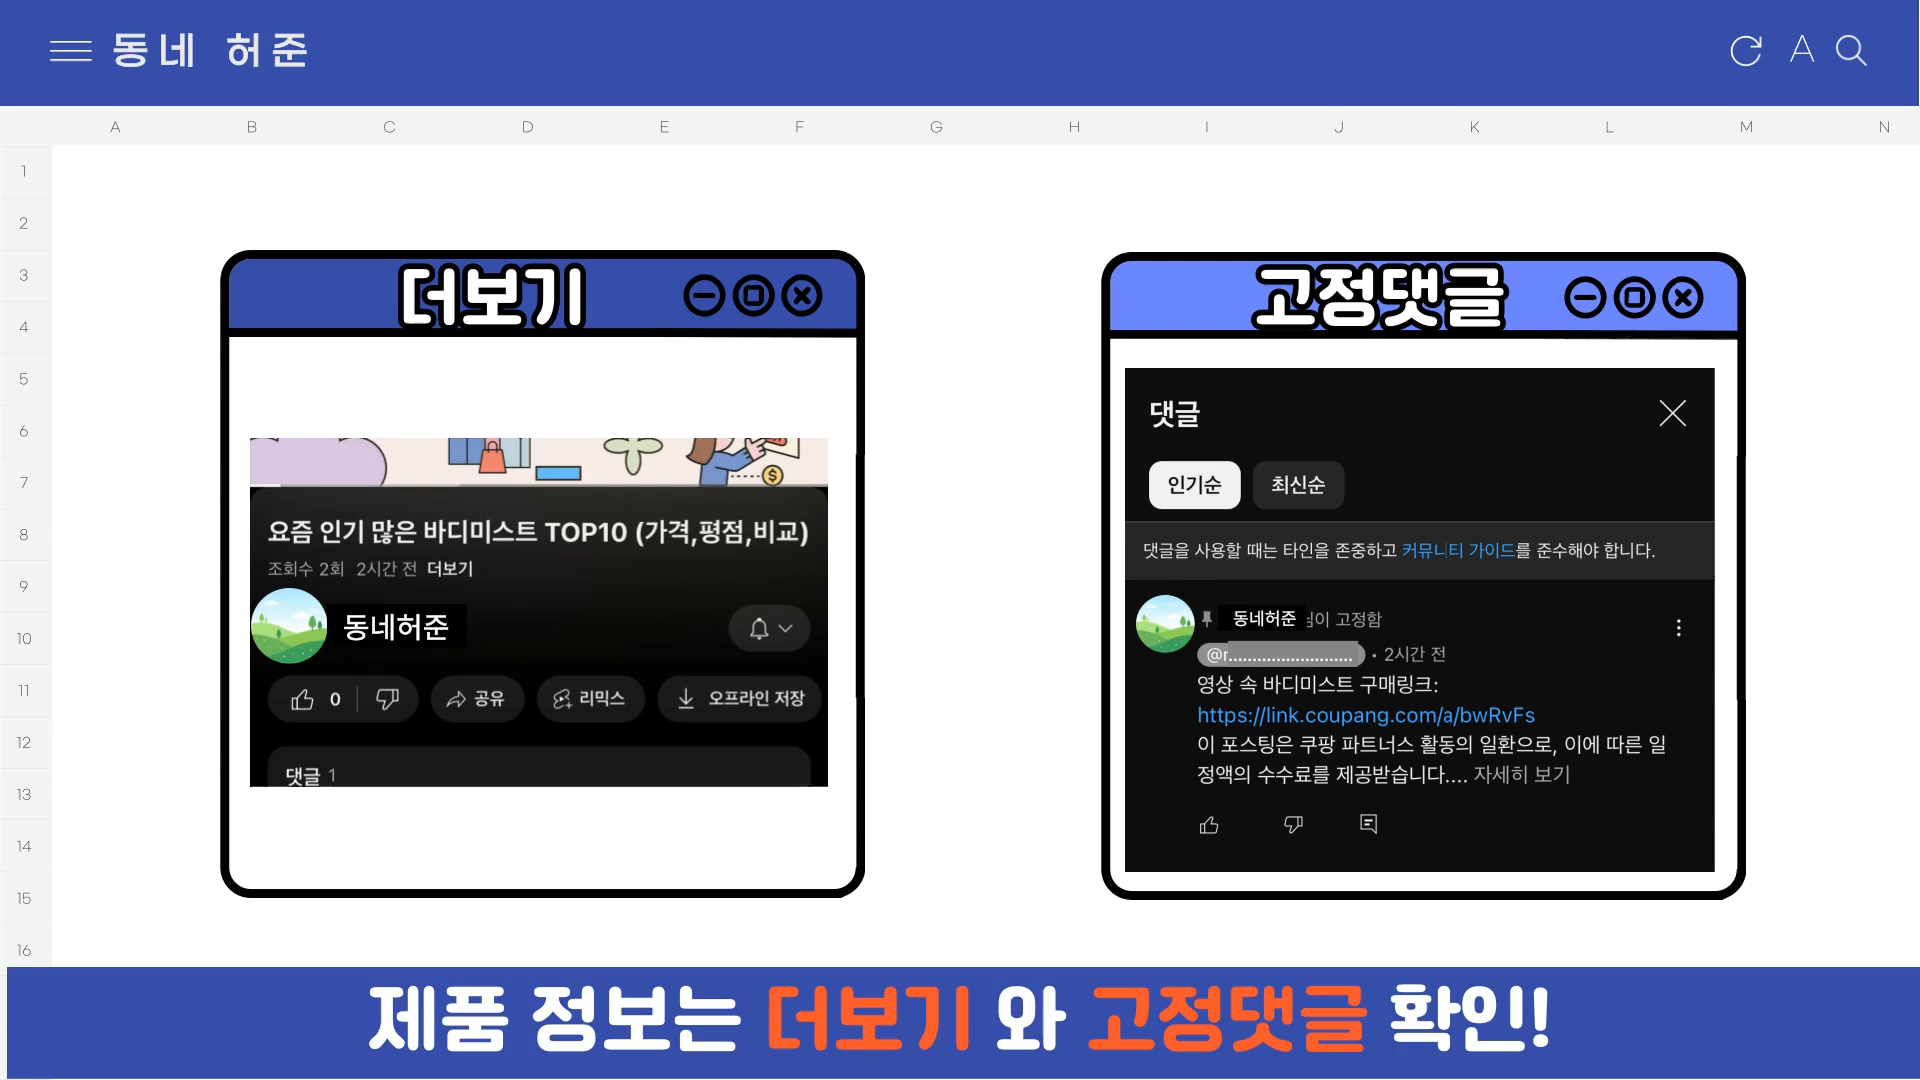 동네 허준
A
A B C D E F G H I J K L M N
1
2
3
4
5
6
7
8
9
10
11
12
13
14
15
16
더보기
요즘 인기 많은 바디미스트 TOP10 (가격,평점,비교)
조회수 2회 2시간 전 더보기
동네허준
0 공유 리믹스 오프라인 저장
댓글 1
고정댓글
댓글
인기순 최신순
댓글을 사용할 때는 타인을 존중하고 커뮤니티 가이드를 준수해야 합니다.
동네허준 님이 고정함
@r.......................... • 2시간 전
영상 속 바디미스트 구매링크:
https://link.coupang.com/a/bwRvFs
이 포스팅은 쿠팡 파트너스 활동의 일환으로, 이에 따른 일
정액의 수수료를 제공받습니다.... 자세히 보기
제품 정보는 더보기 와 고정댓글 확인!